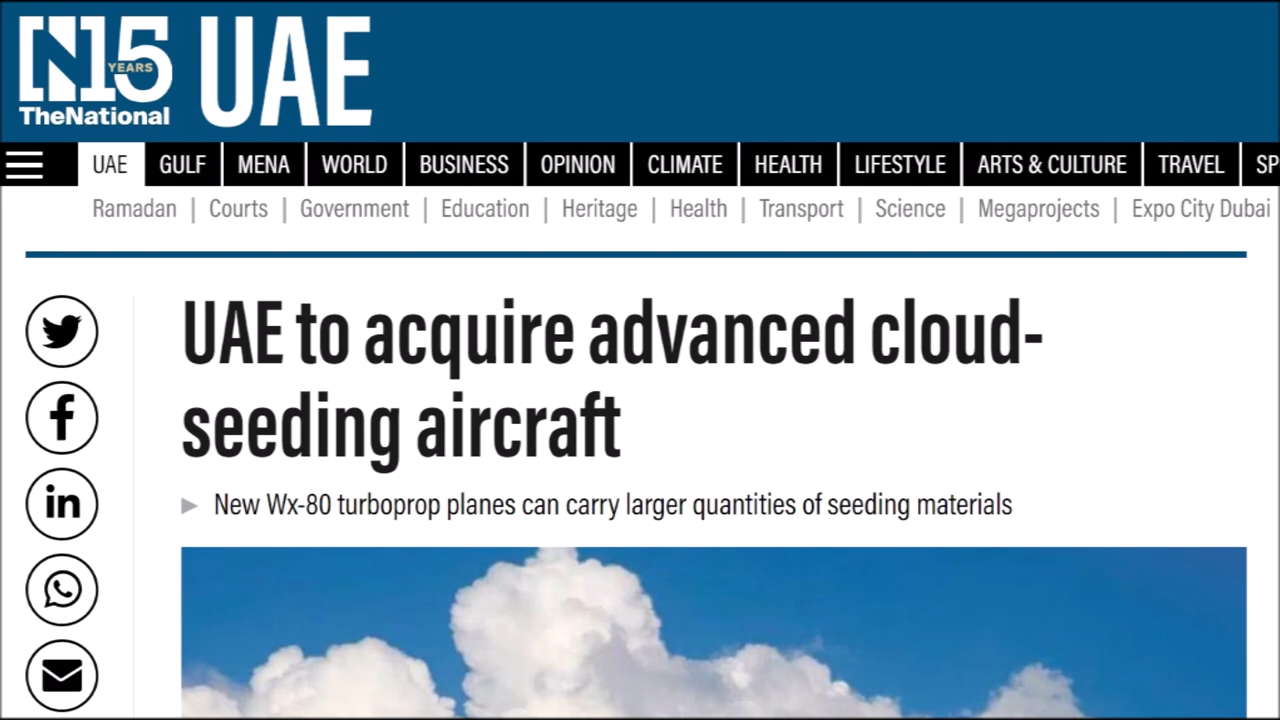 N15
YEARS
TheNational
UAE
UAE GULF MENA WORLD BUSINESS OPINION CLIMATE HEALTH LIFESTYLE ARTS & CULTURE TRAVEL SP
Ramadan | Courts | Government | Education | Heritage | Health | Transport | Science | Megaprojects | Expo City Dubai
UAE to acquire advanced cloud-
seeding aircraft
New Wx-80 turboprop planes can carry larger quantities of seeding materials